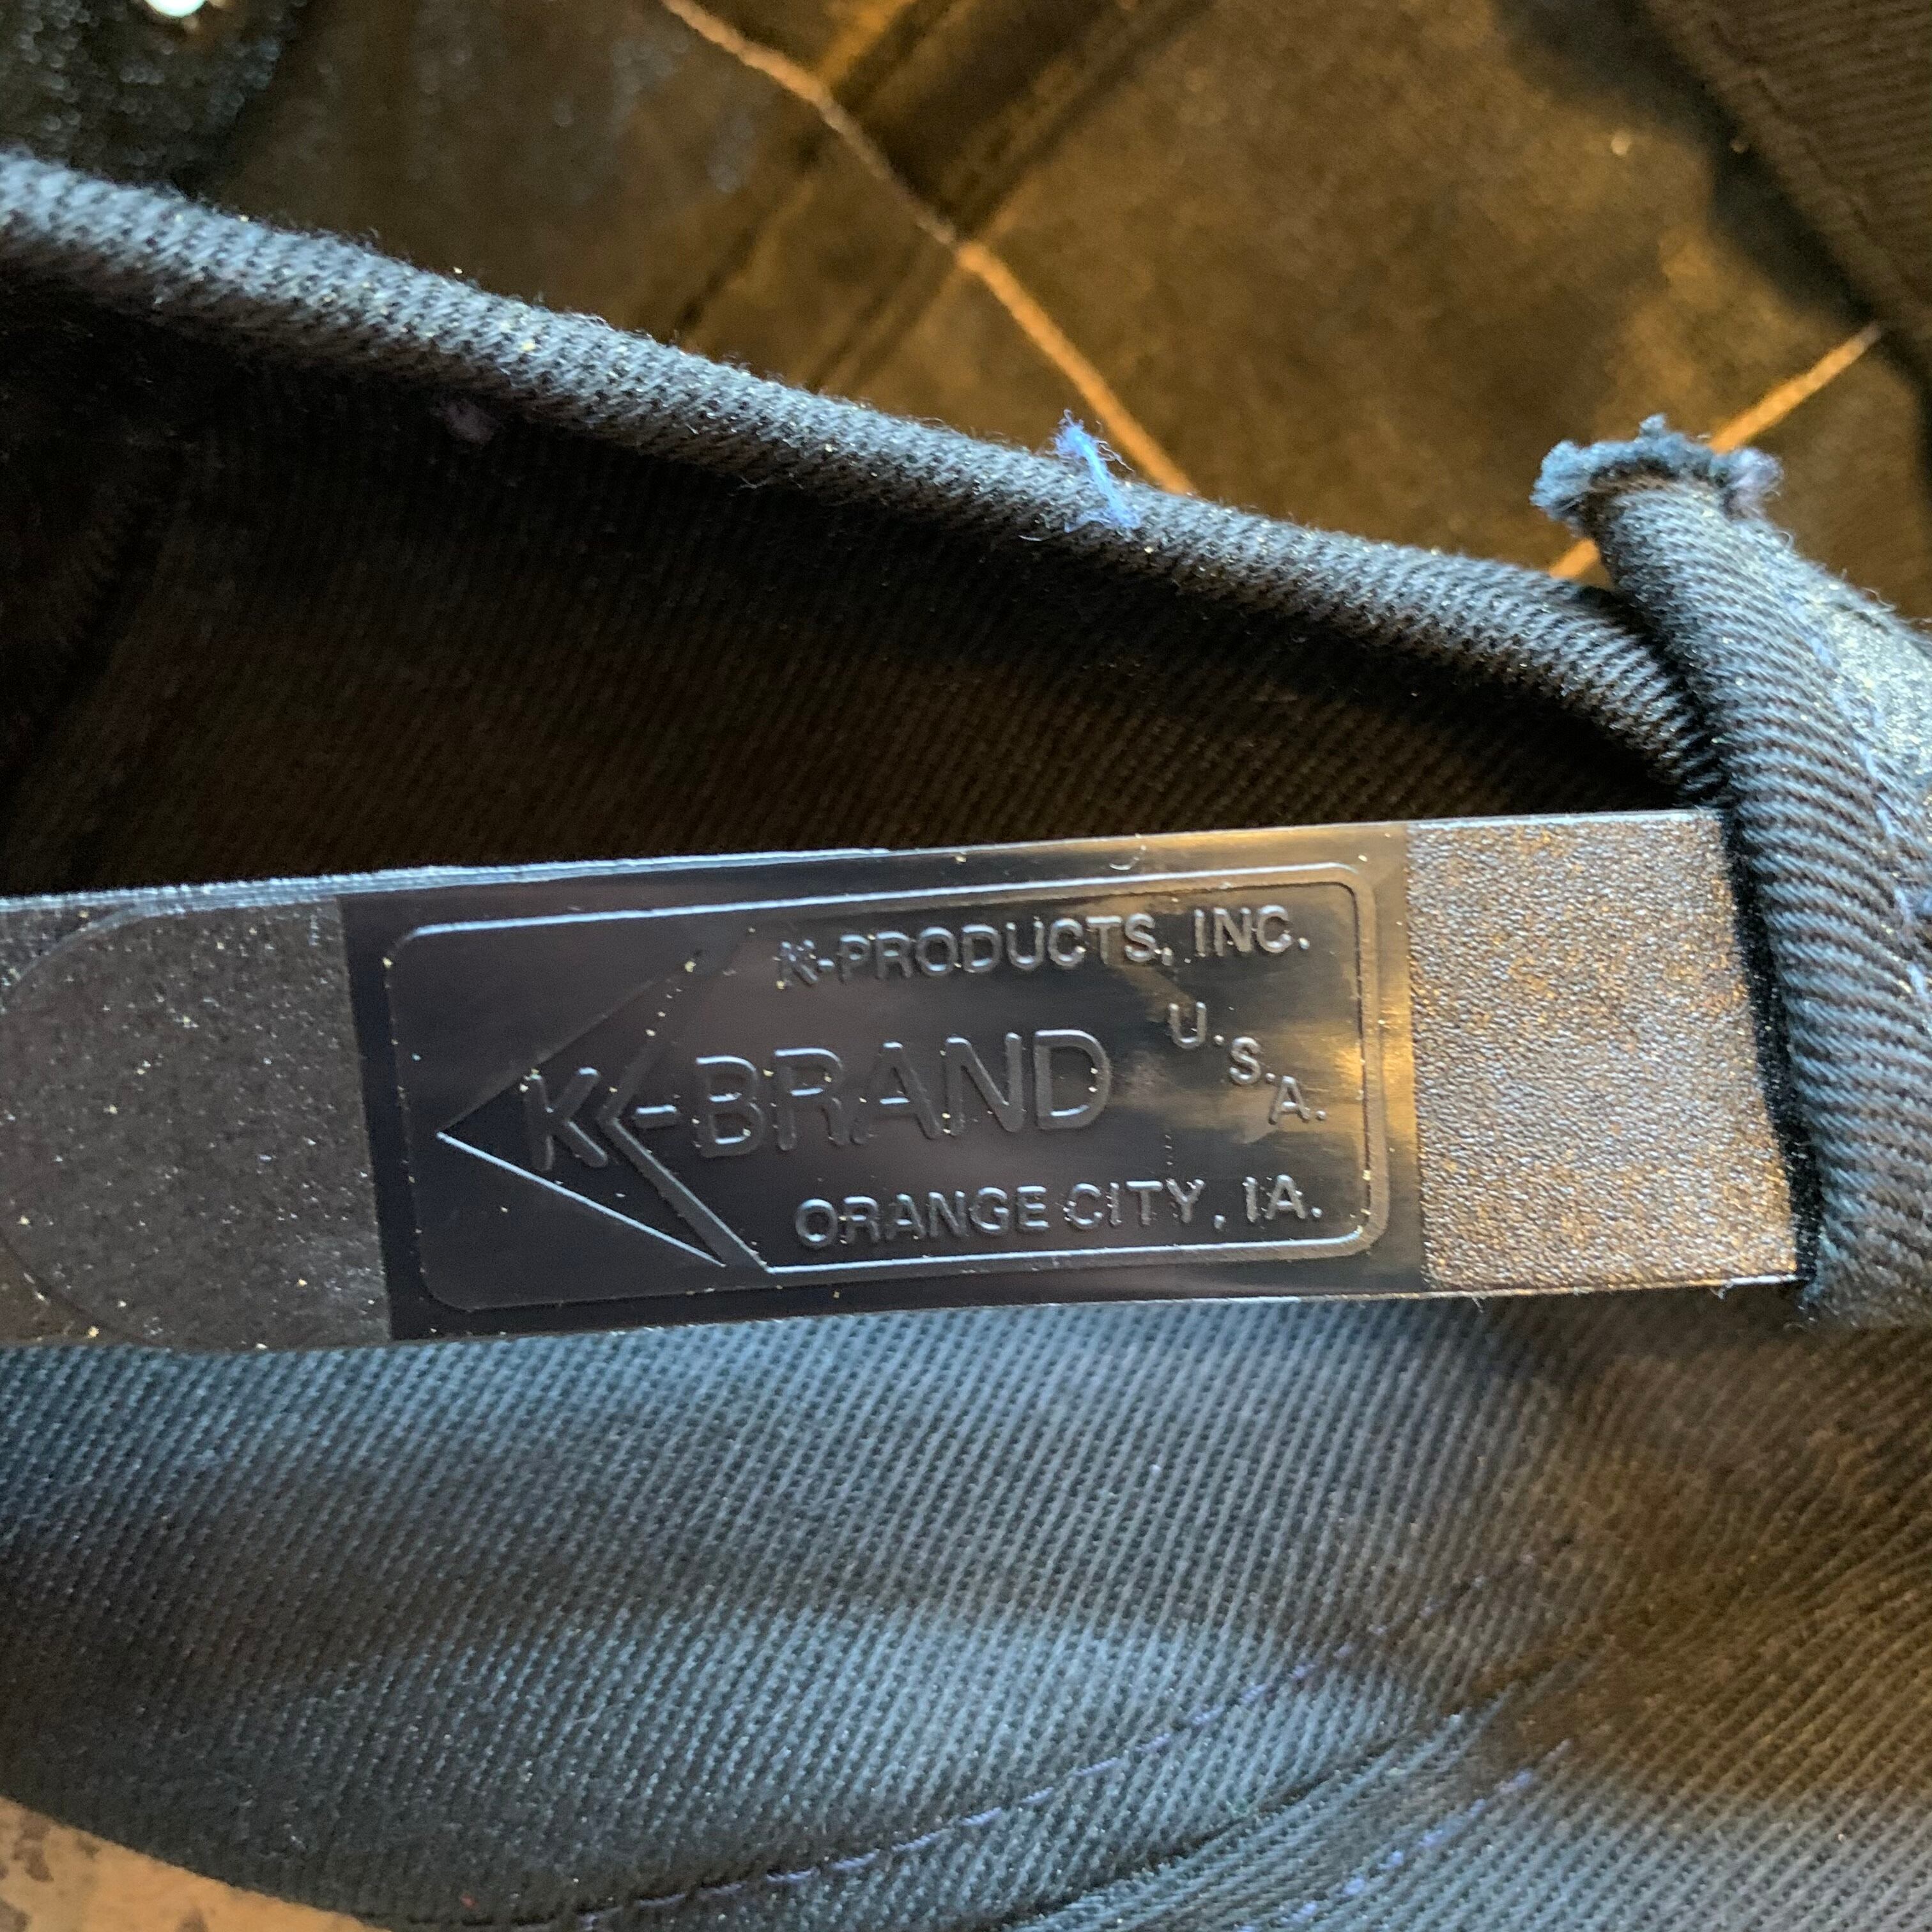 K-PRODUCTS, INC.
K-BRAND
U.S.A.
ORANGE CITY, IA.